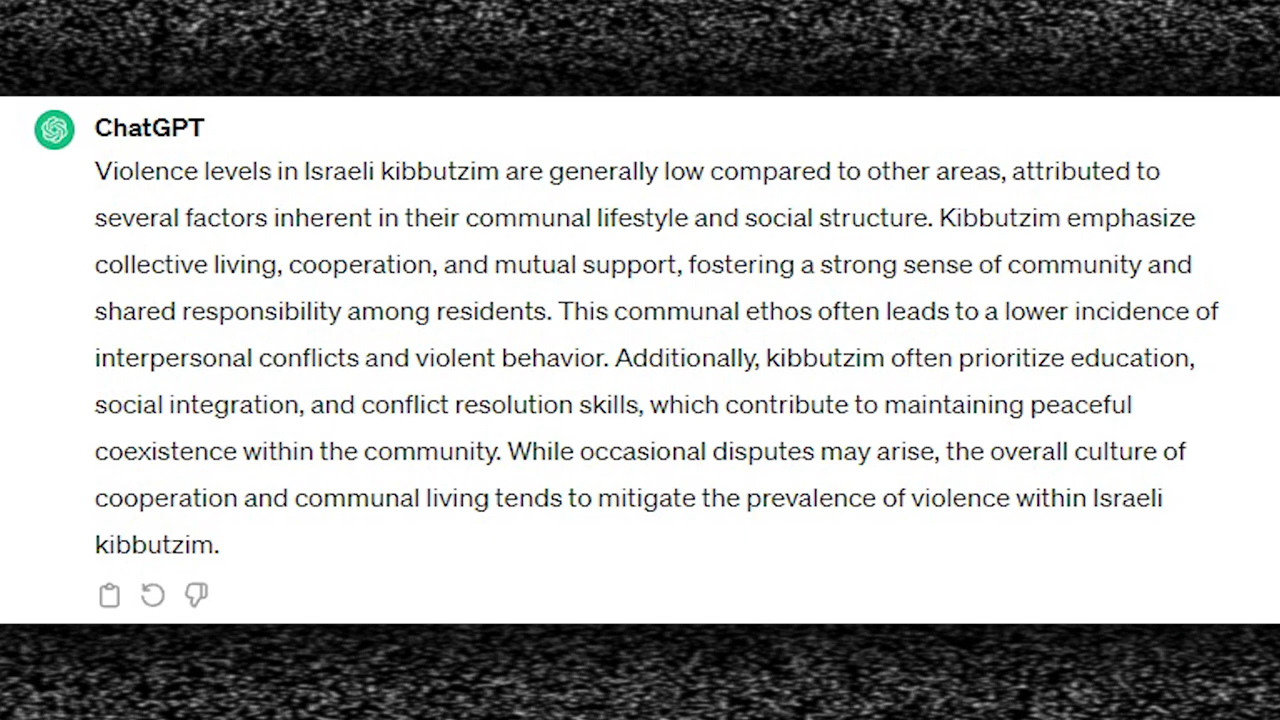 ChatGPT
Violence levels in Israeli kibbutzim are generally low compared to other areas, attributed to
several factors inherent in their communal lifestyle and social structure. Kibbutzim emphasize
collective living, cooperation, and mutual support, fostering a strong sense of community and
shared responsibility among residents. This communal ethos often leads to a lower incidence of
interpersonal conflicts and violent behavior. Additionally, kibbutzim often prioritize education,
social integration, and conflict resolution skills, which contribute to maintaining peaceful
coexistence within the community. While occasional disputes may arise, the overall culture of
cooperation and communal living tends to mitigate the prevalence of violence within Israeli
kibbutzim.